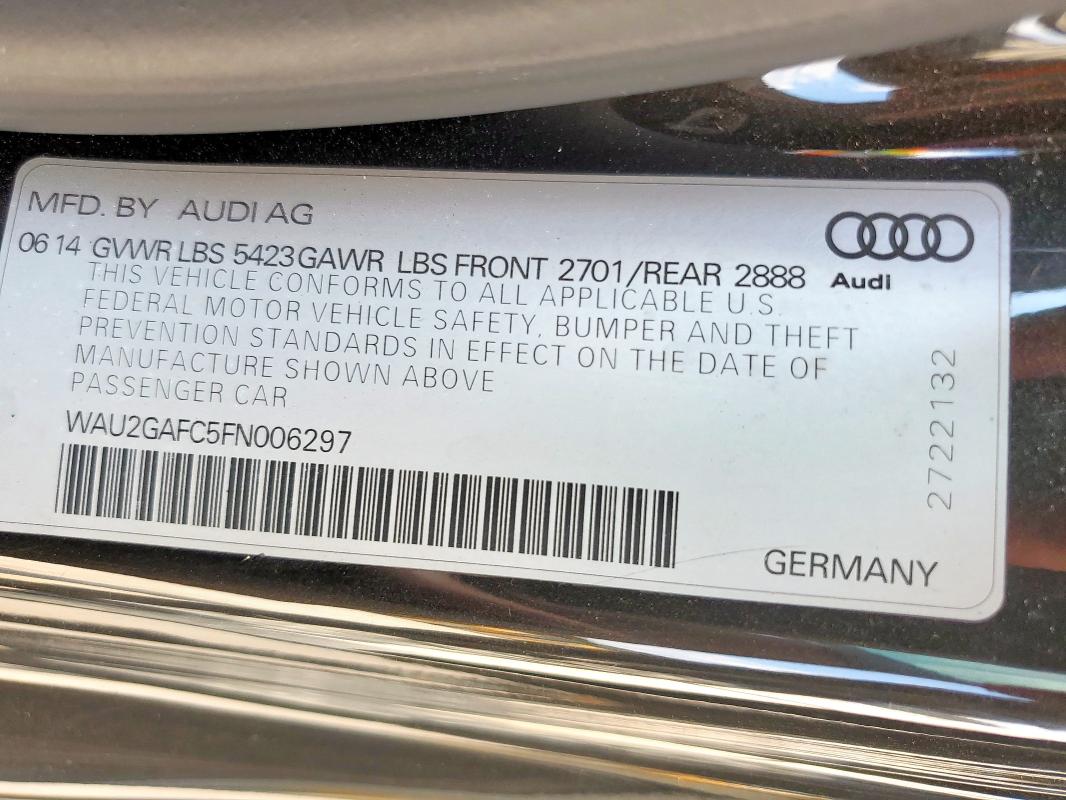 MFD. BY AUDI AG
06 14 GVWR LBS 5423 GAWR LBS FRONT 2701/REAR 2888
Audi
THIS VEHICLE CONFORMS TO ALL APPLICABLE U.S.
FEDERAL MOTOR VEHICLE SAFETY, BUMPER AND THEFT
PREVENTION STANDARDS IN EFFECT ON THE DATE OF
MANUFACTURE SHOWN ABOVE
PASSENGER CAR
WAU2GAFC5FN006297
2722132
GERMANY